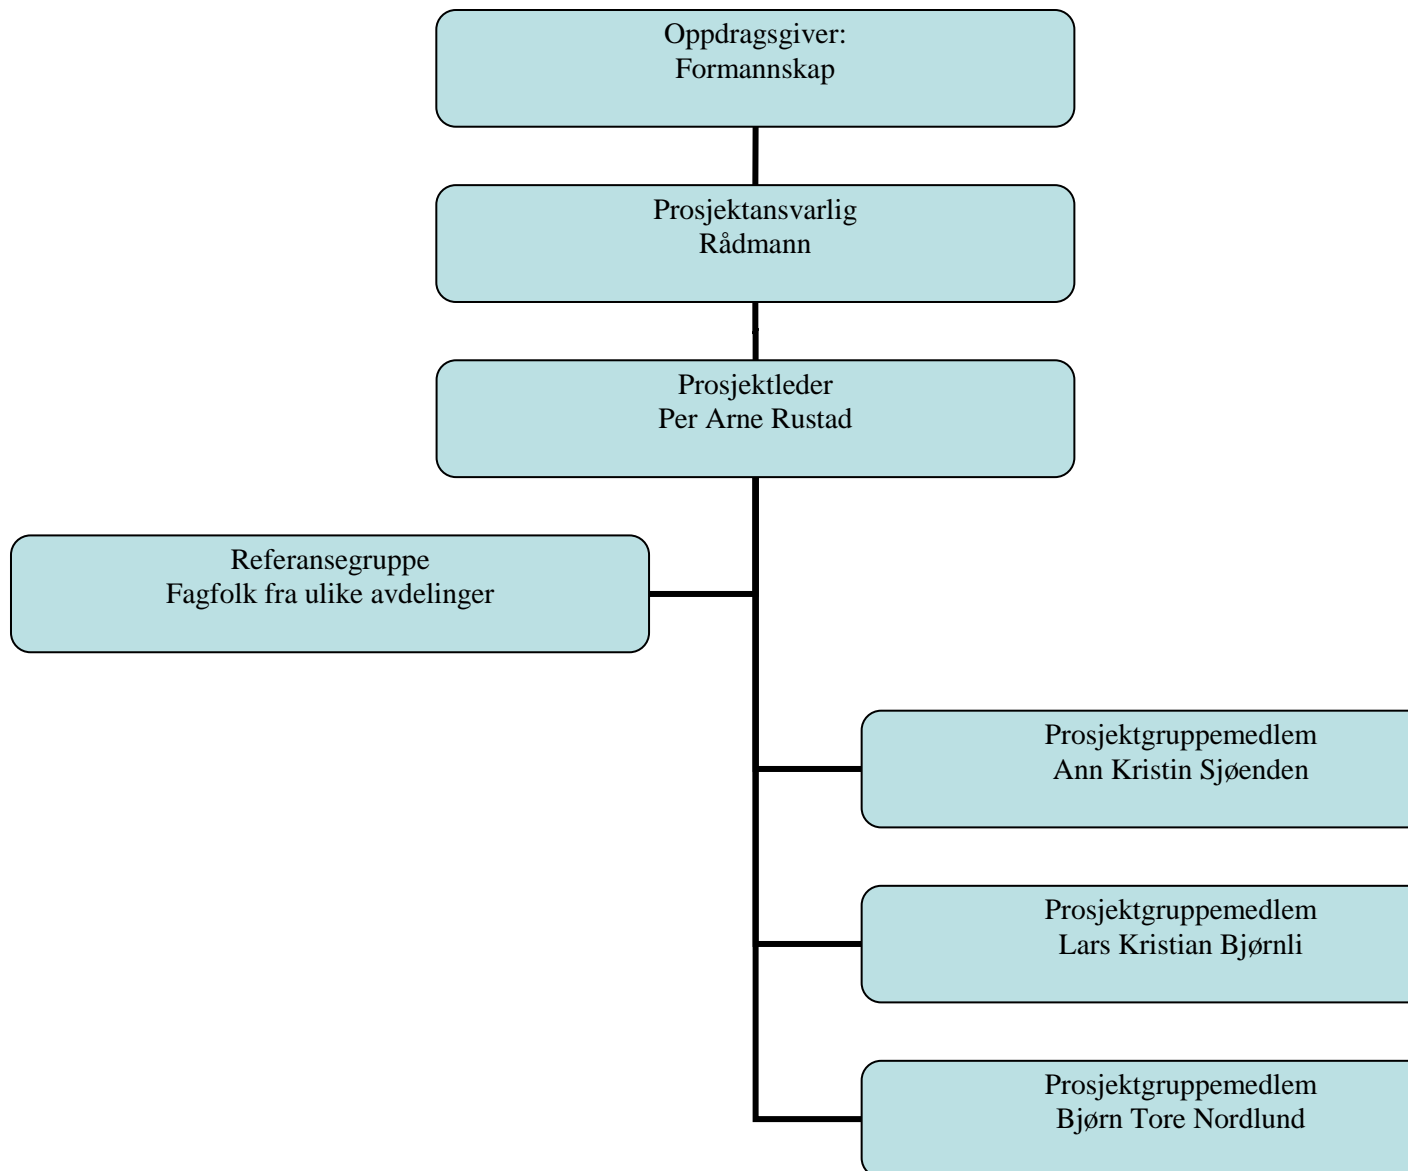 Oppdragsgiver:
Formannskap
Prosjektansvarlig
Rådmann
Prosjektleder
Per Arne Rustad
Referansegruppe
Fagfolk fra ulike avdelinger
Prosjektgruppemedlem
Ann Kristin Sjøenden
Prosjektgruppemedlem
Lars Kristian Bjørnli
Prosjektgruppemedlem
Bjørn Tore Nordlund